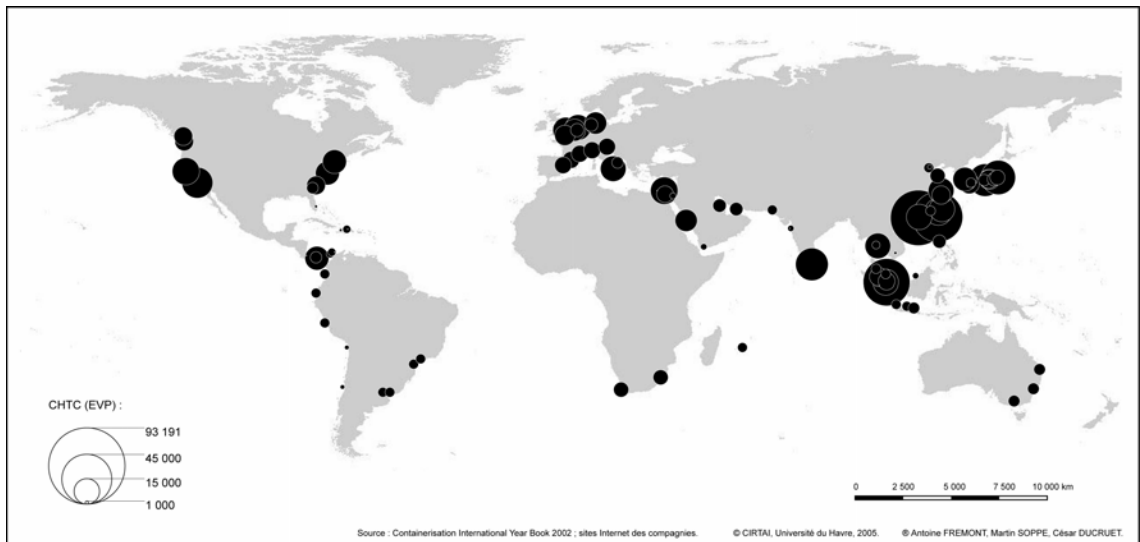 CHTC (EVP) :
93 191
45 000
15 000
1 000
0 2 500 5 000 7 500 10 000 km
Source : Containerisation International Year Book 2002 ; sites Internet des compagnies. © CIRTAI, Université du Havre, 2005. ® Antoine FREMONT, Martin SOPPE, César DUCRUET.